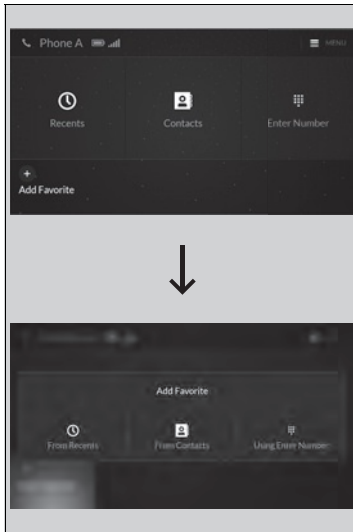 Phone A
MENU
Recents
Contacts
Enter Number
Add Favorite
Add Favorite
From Recents
From Contacts
Using Enter Number